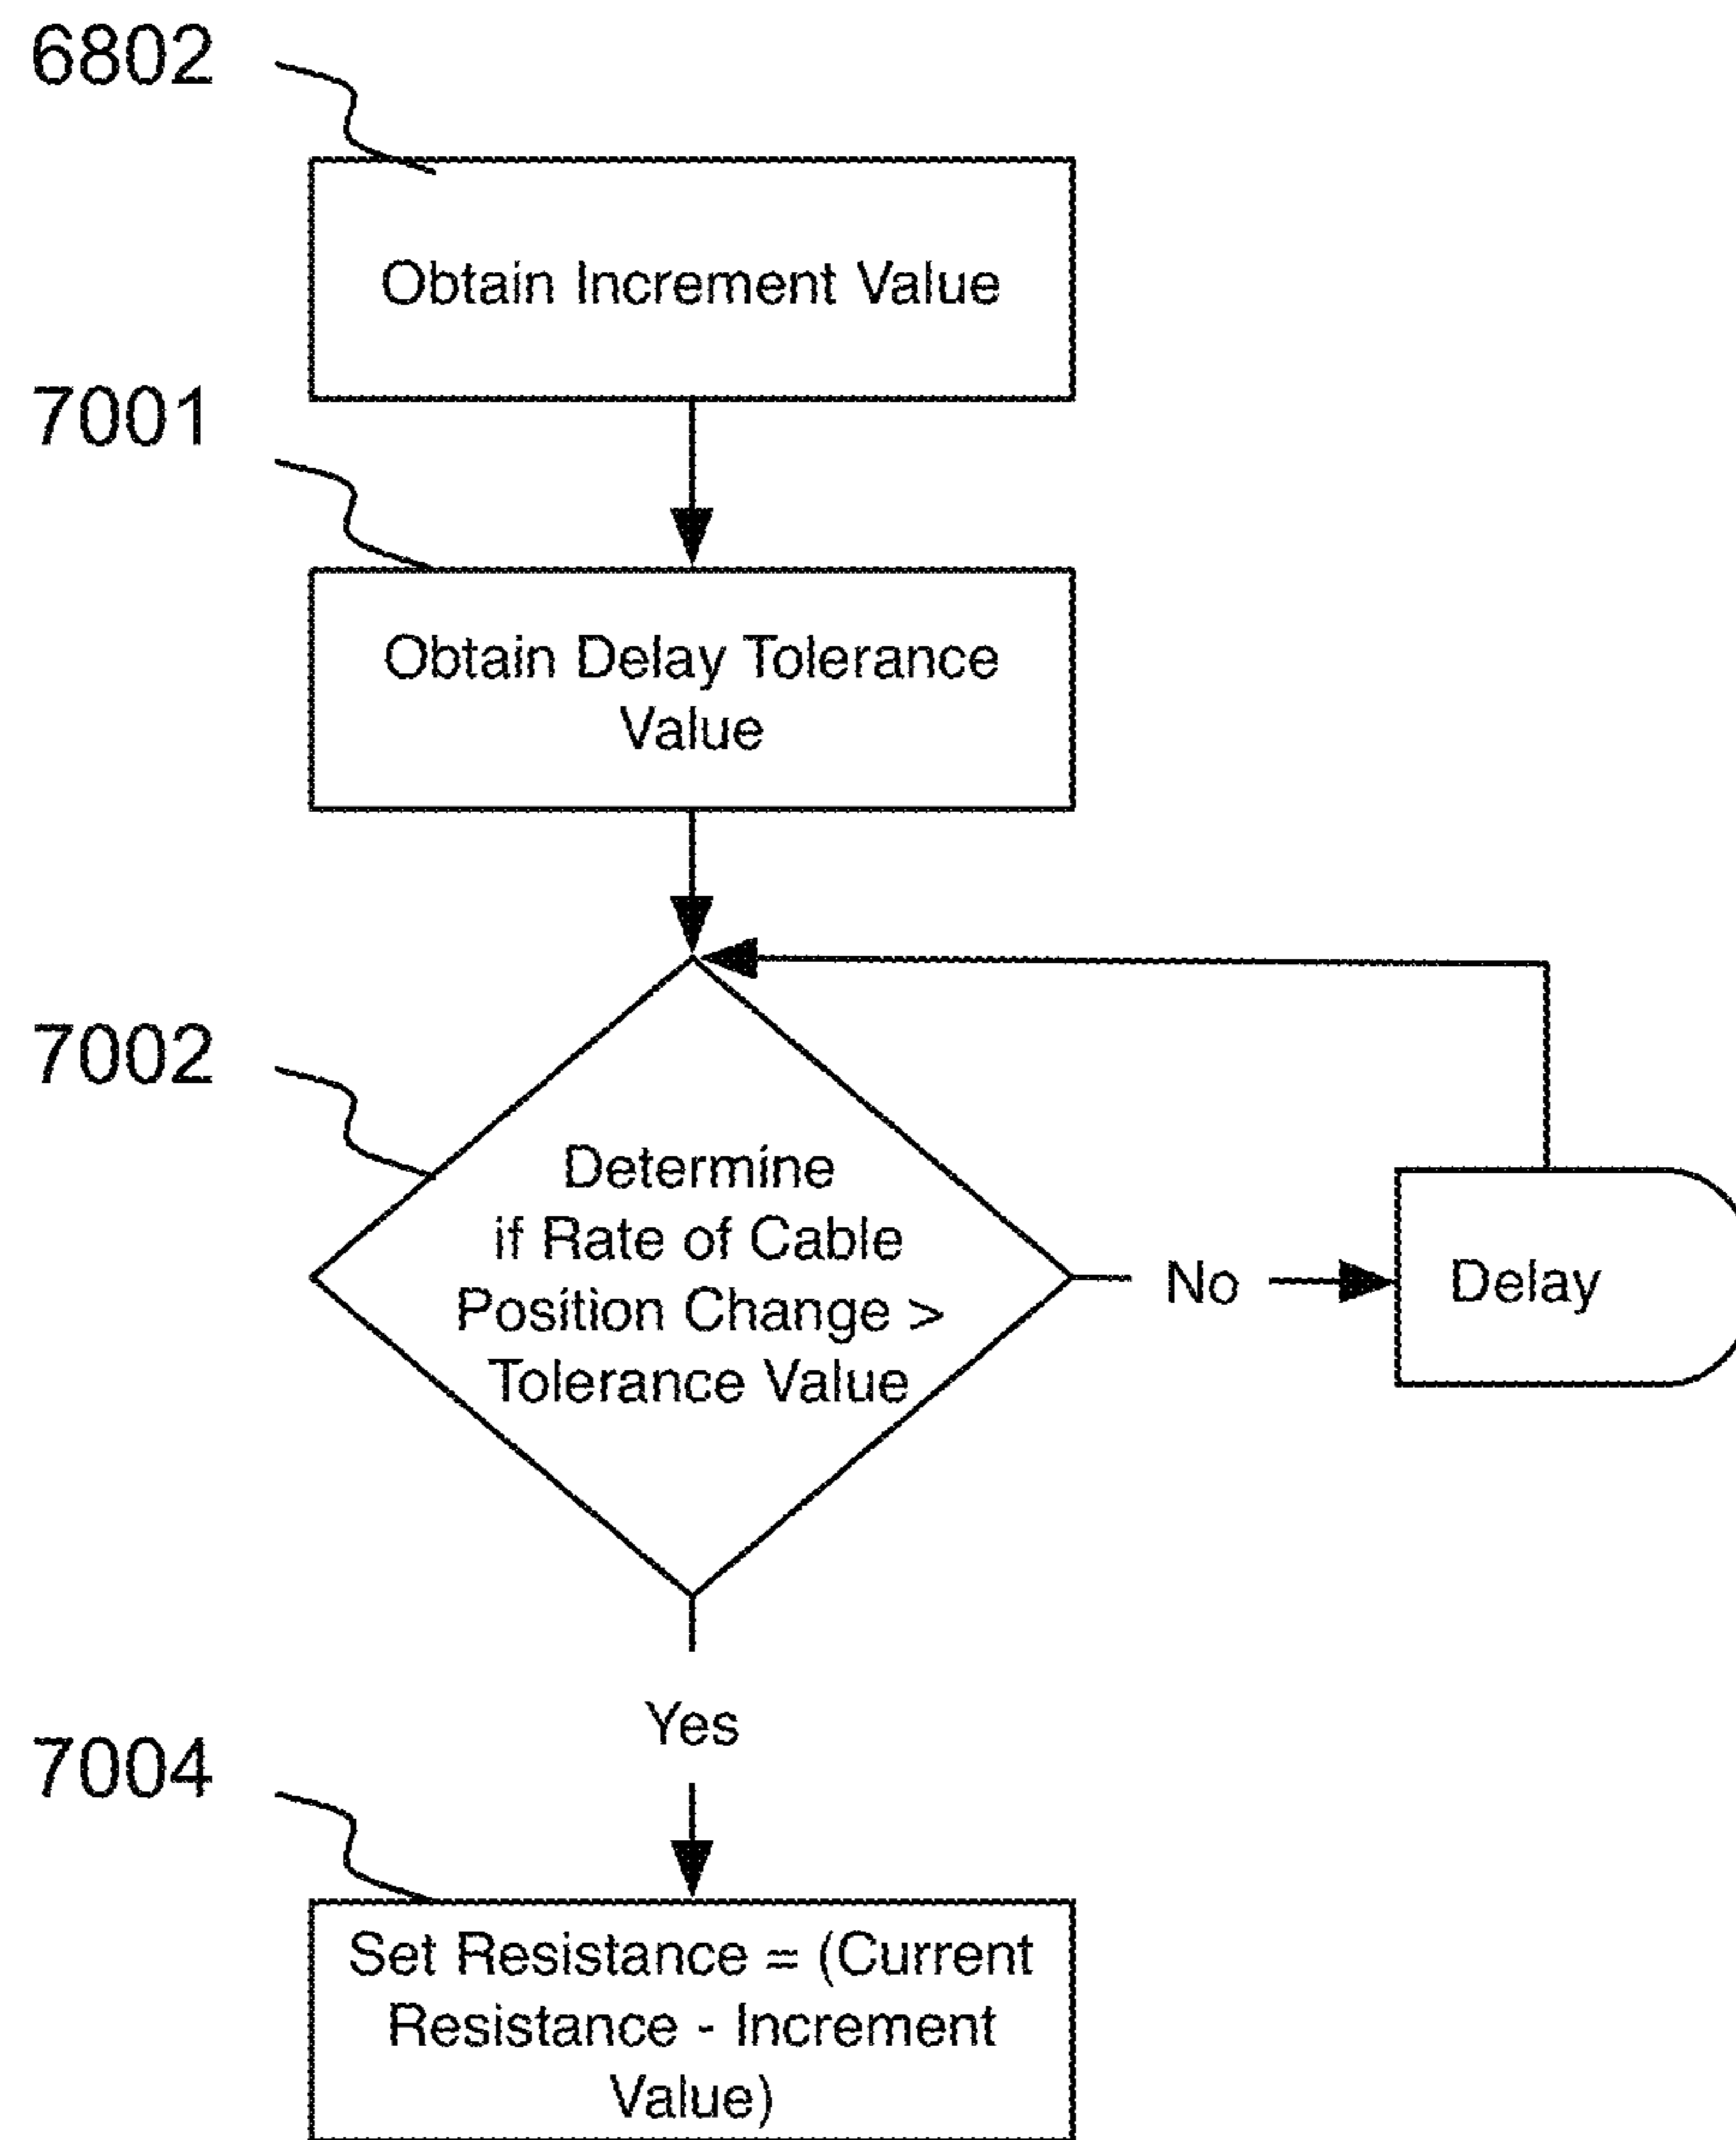 6802
Obtain Increment Value
7001
Obtain Delay Tolerance
Value
7002
Determine
if Rate of Cable
Position Change >
Tolerance Value
No
Delay
Yes
7004
Set Resistance = (Current
Resistance - Increment
Value)